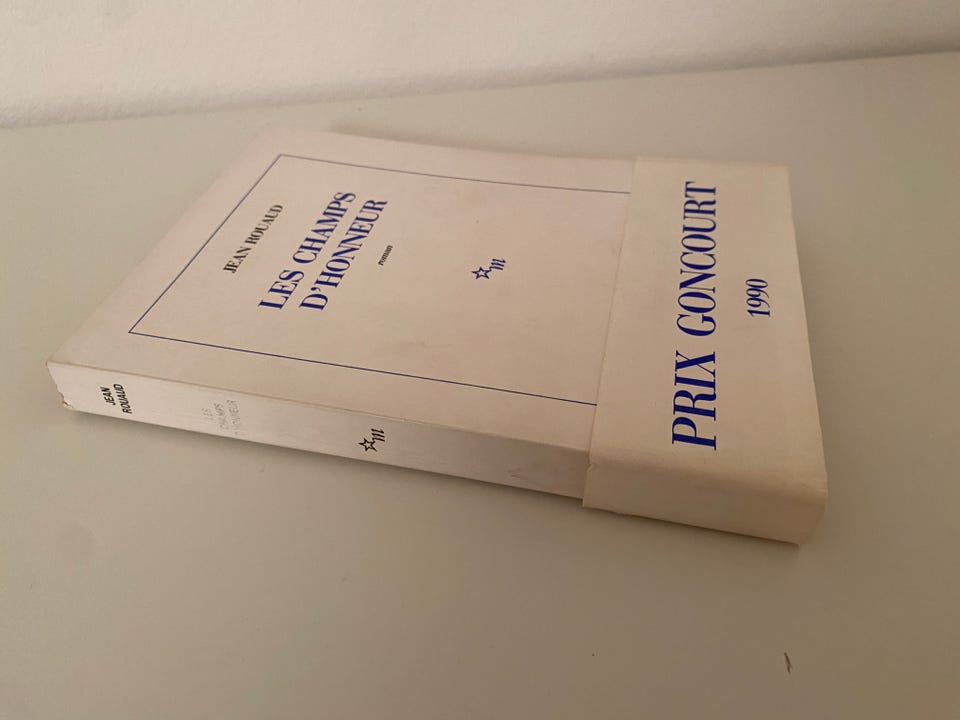 JEAN ROUAUD
LES CHAMPS
D'HONNEUR
roman
m
PRIX GONCOURT
1990
JEAN
ROUAUD
LES
CHAMPS
D'HONNEUR
m